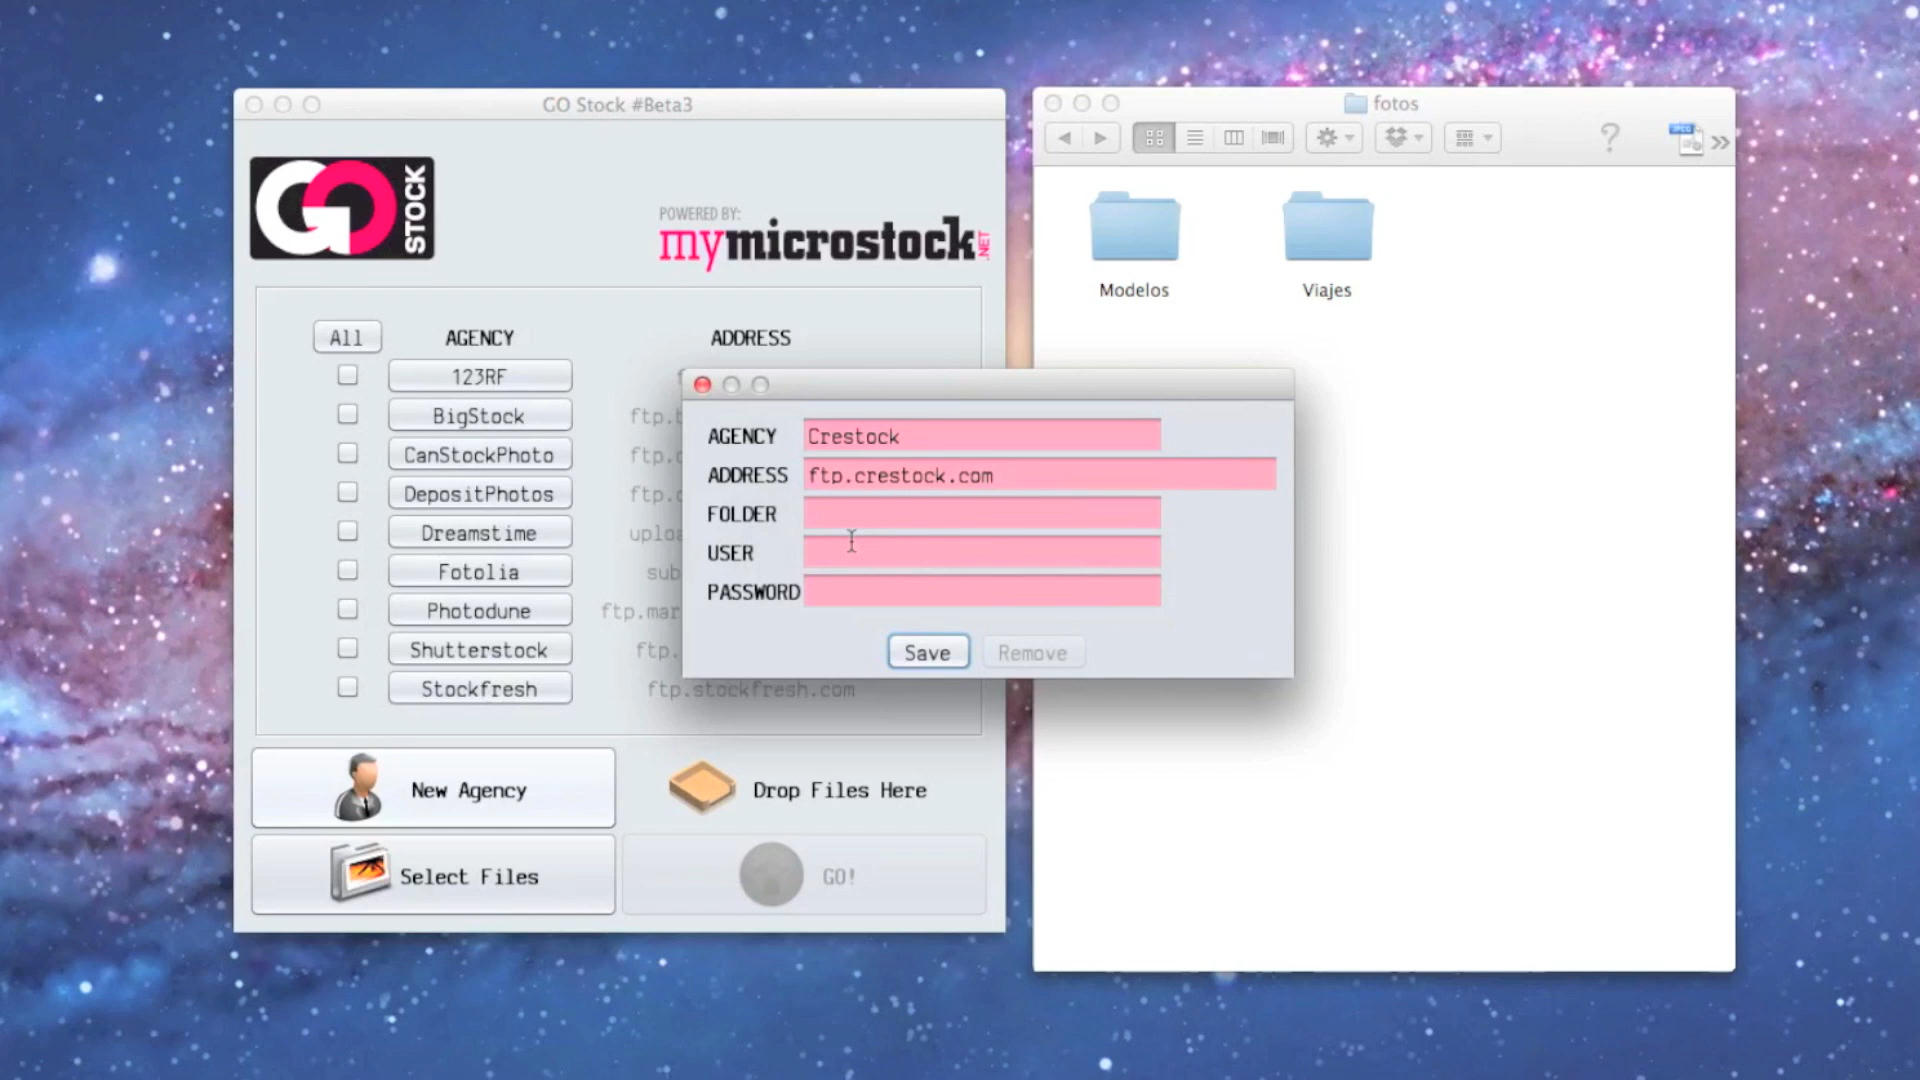 GO Stock #Beta3
GO STOCK
POWERED BY:
mymicrostock.NET
All AGENCY ADDRESS
123RF
BigStock
CanStockPhoto
DepositPhotos
Dreamstime
Fotolia
Photodune
Shutterstock
Stockfresh ftp.stockfresh.com
New Agency
Drop Files Here
Select Files
GO!
AGENCY Crestock
ADDRESS ftp.crestock.com
FOLDER
USER
PASSWORD
Save Remove
fotos
JPEG
Modelos Viajes